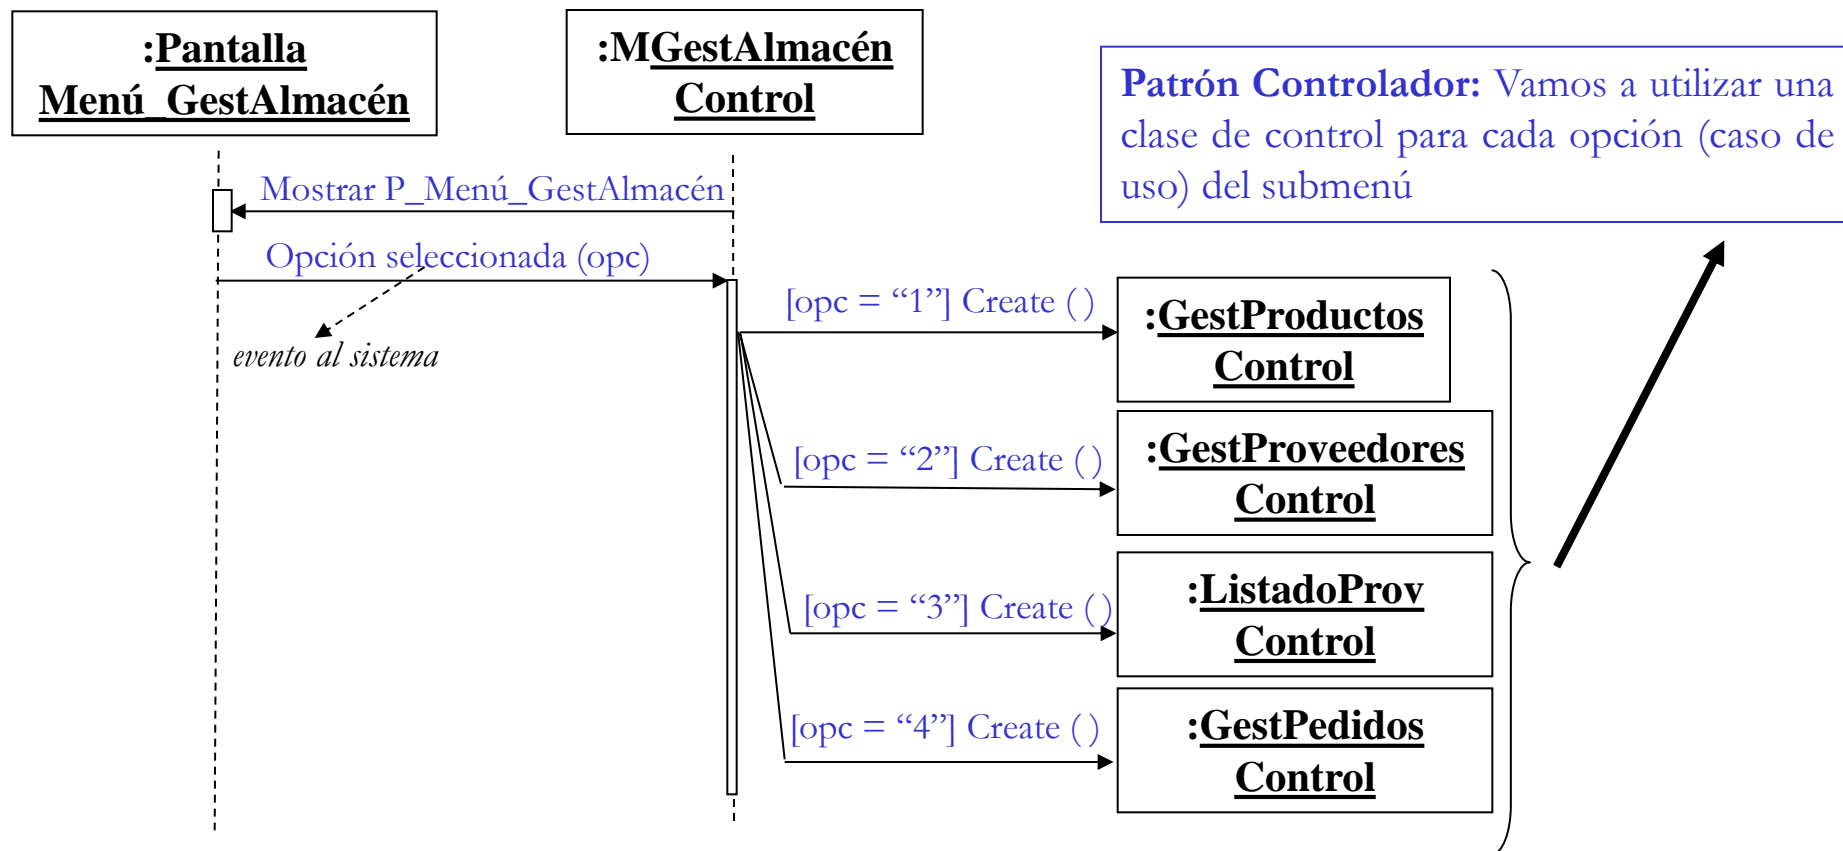 :Pantalla
Menú_GestAlmacén
:MGestAlmacén
Control
Patrón Controlador: Vamos a utilizar una
clase de control para cada opción (caso de
uso) del submenú
Mostrar P_Menú_GestAlmacén
Opción seleccionada (opc)
evento al sistema
[opc = “1”] Create ( )
:GestProductos
Control
[opc = “2”] Create ( )
:GestProveedores
Control
[opc = “3”] Create ( )
:ListadoProv
Control
[opc = “4”] Create ( )
:GestPedidos
Control